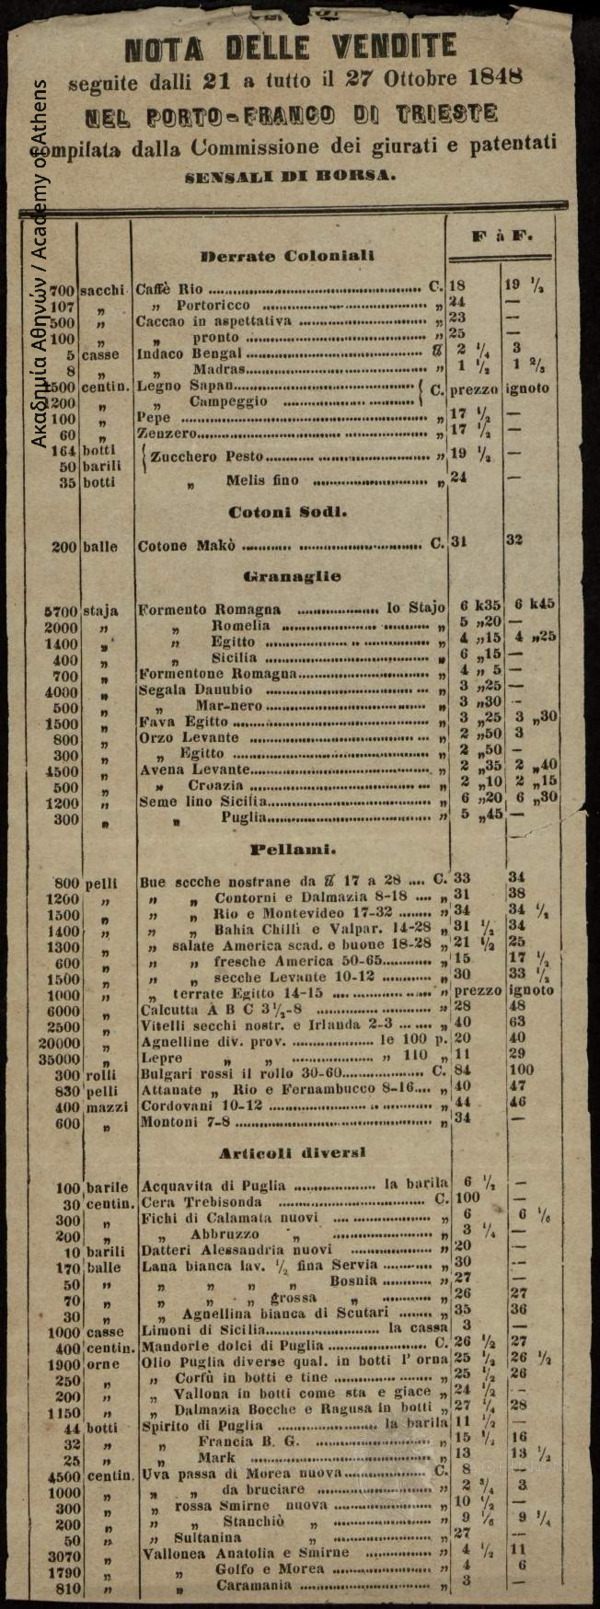 NOTA DELLE VENDITE
seguite dalli 21 a tutto il 27 Ottobre 1848
NEL PORTO-FRANCO DI TRIESTE
compilata dalla Commissione dei giurati e patentati
SENSALI DI BORSA.
Ακαδημία Αθηνών / Academy of Athens
F à F.
Derrate Coloniali
700 sacchi Caffè Rio C. 18 19 ½
107 „ „ Portoricco „ 24 —
500 „ Caccao in aspettativa „ 23 —
100 „ „ pronto „ 25 —
5 casse Indaco Bengal ℔ 2 ¼ 3
8 „ „ Madras „ 1 ½ 1 ⅔
1500 centin. Legno Sapan { C. prezzo ignoto
1200 „ „ Campeggio
100 „ Pepe „ 17 ½ —
60 „ Zenzero „ 17 ½ —
164 botti { Zucchero Pesto „ 19 ½ —
50 barili
35 botti „ Melis fino „ 24 —
Cotoni Sodi.
200 balle Cotone Makò C. 31 32
Granaglie
5700 staja Formento Romagna lo Stajo 6 k35 6 k45
2000 „ „ Romelia „ 5 „20 —
1400 „ „ Egitto „ 4 „15 4 „25
400 „ „ Sicilia „ 6 „15 —
700 „ Formentone Romagna „ 4 „ 5 —
4000 „ Segala Danubio „ 3 „25 —
500 „ „ Mar-nero „ 3 „30 -
1500 „ Fava Egitto „ 3 „25 3 „30
800 „ Orzo Levante „ 2 „50 3
300 „ „ Egitto „ 2 „50 —
4500 „ Avena Levante „ 2 „35 2 „40
500 „ „ Croazia „ 2 „10 2 „15
1200 „ Seme lino Sicilia „ 6 „20 6 „30
300 „ „ Puglia „ 5 „45 —
Pellami.
800 pelli Bue secche nostrane da ℔ 17 a 28 C. 33 34
1200 „ „ „ Contorni e Dalmazia 8-18 „ 31 38
1500 „ „ „ Rio e Montevideo 17-32 „ 34 34 ½
1400 „ „ „ Bahia Chilli e Valpar. 14-28 „ 31 ½ 34
1300 „ „ salate America scad. e buone 18-28 „ 21 ½ 25
600 „ „ „ fresche America 50-65 „ 15 17 ½
1500 „ „ „ secche Levante 10-12 „ 30 33 ½
1000 „ „ terrate Egitto 14-15 „ prezzo ignoto
6000 „ Calcutta A B C 3½-8 „ 28 48
2500 „ Vitelli secchi nostr. e Irlanda 2-3 „ 40 63
20000 „ Agnelline div. prov. le 100 p. 20 40
35000 „ Lepre „ „ „ 110 „ 11 29
300 rolli Bulgari rossi il rollo 30-60 C. 84 100
830 pelli Attanate „ Rio e Fernambucco 8-16 „ 40 47
400 mazzi Cordovani 10-12 „ 44 46
600 „ Montoni 7-8 „ 34 —
Articoli diversi
100 barile Acquavita di Puglia la barila 6 ½ —
30 centin. Cera Trebisonda C. 100 —
300 „ Fichi di Calamata nuovi „ 6 6 ⅙
200 „ „ Abbruzzo „ „ 3 ¼ —
10 barili Datteri Alessandria nuovi „ 20 —
170 balle Lana bianca lav. ½ fina Servia „ 30 —
50 „ „ „ „ „ Bosnia „ 27 —
70 „ „ „ „ grossa „ „ 26 27
30 „ „ Agnellina bianca di Scutari „ 35 36
1000 casse Limoni di Sicilia la cassa 3 —
400 centin. Mandorle dolci di Puglia C. 26 ½ 27
1900 orne Olio Puglia diverse qual. in botti l' orna 25 ½ 26 ½
250 „ „ Corfù in botti e tine „ 25 ½ 26
200 „ „ Vallona in botti come sta e giace „ 24 ½ -
1150 „ „ Dalmazia Bocche e Ragusa in botti „ 27 ¼ 28
44 botti Spirito di Puglia la barila 11 ½ —
32 „ „ Francia B. G. „ 15 ½ 16
25 „ „ Mark „ 13 13 ½
4500 centin. Uva passa di Morea nuova C. 8 —
1000 „ „ „ da bruciare „ 2 ¾ 3
300 „ „ rossa Smirne nuova „ 10 ½ —
200 „ „ „ Stanchiò „ „ 9 ⅙ 9 ¼
50 „ „ Sultanina „ „ 27 —
3070 „ Vallonea Anatolia e Smirne „ 4 ½ 11
1790 „ „ Golfo e Morea „ 4 6
810 „ „ Caramania „ 3 —